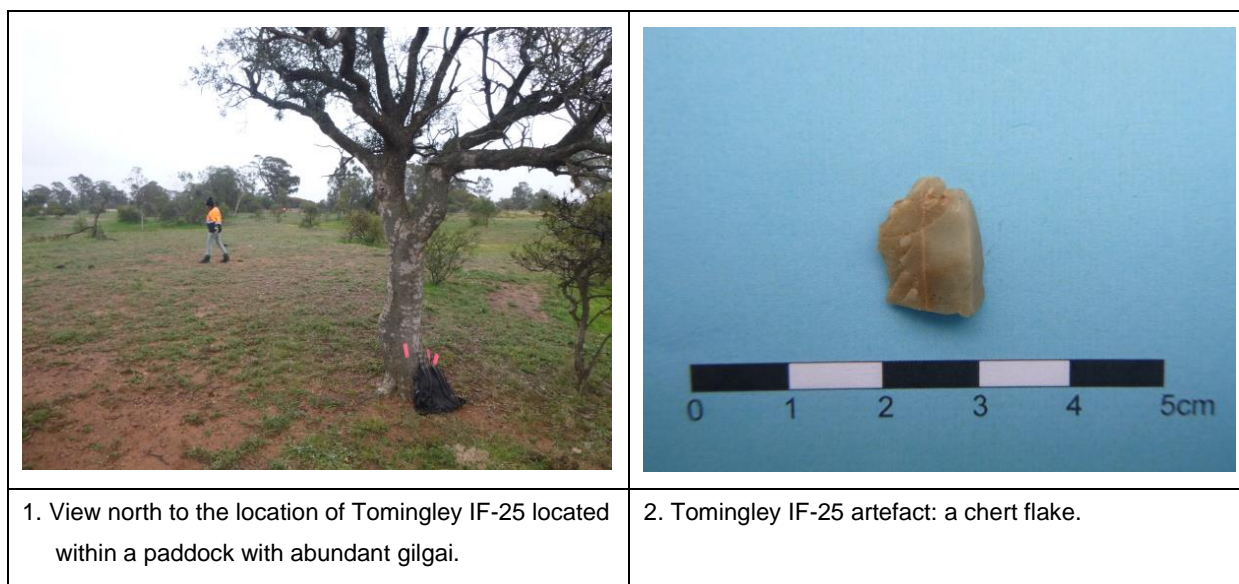 0 1 2 3 4 5cm
1. View north to the location of Tomingley IF-25 located
within a paddock with abundant gilgai.
2. Tomingley IF-25 artefact: a chert flake.